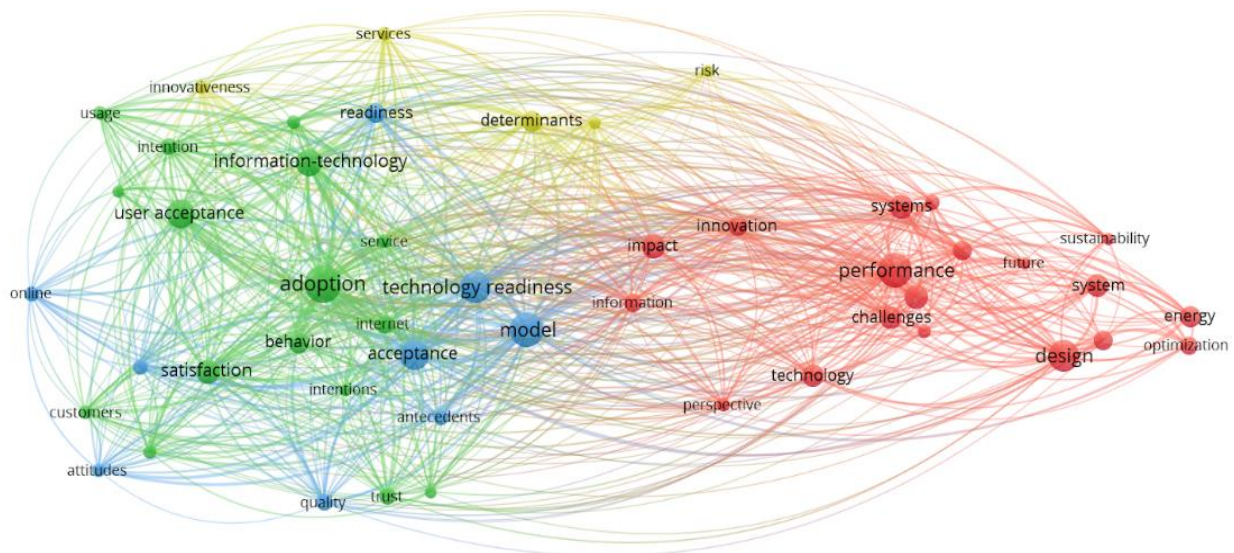 services
risk
innovativeness
usage
readiness
determinants
intention
information-technology
user acceptance
systems
innovation
service
impact
sustainability
future
performance
adoption
technology readiness
system
online
information
energy
internet
challenges
model
behavior
optimization
acceptance
design
satisfaction
technology
intentions
perspective
customers
antecedents
attitudes
quality
trust